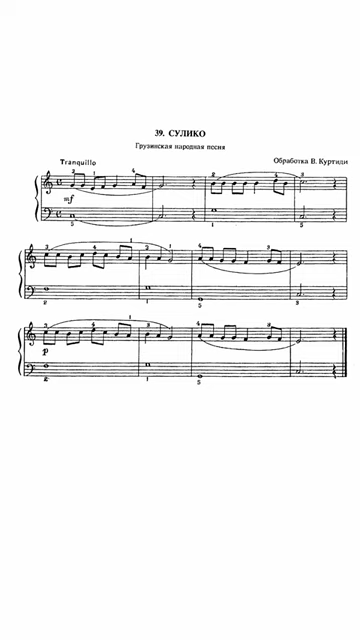 39. СУЛИКО
Грузинская народная песня
Tranquillo
Обработка В. Куртиди
mf
p